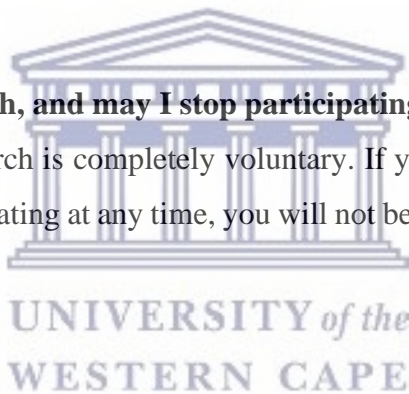 h, and may I stop participating
rch is completely voluntary. If y
ating at any time, you will not be
UNIVERSITY of the
WESTERN CAPE